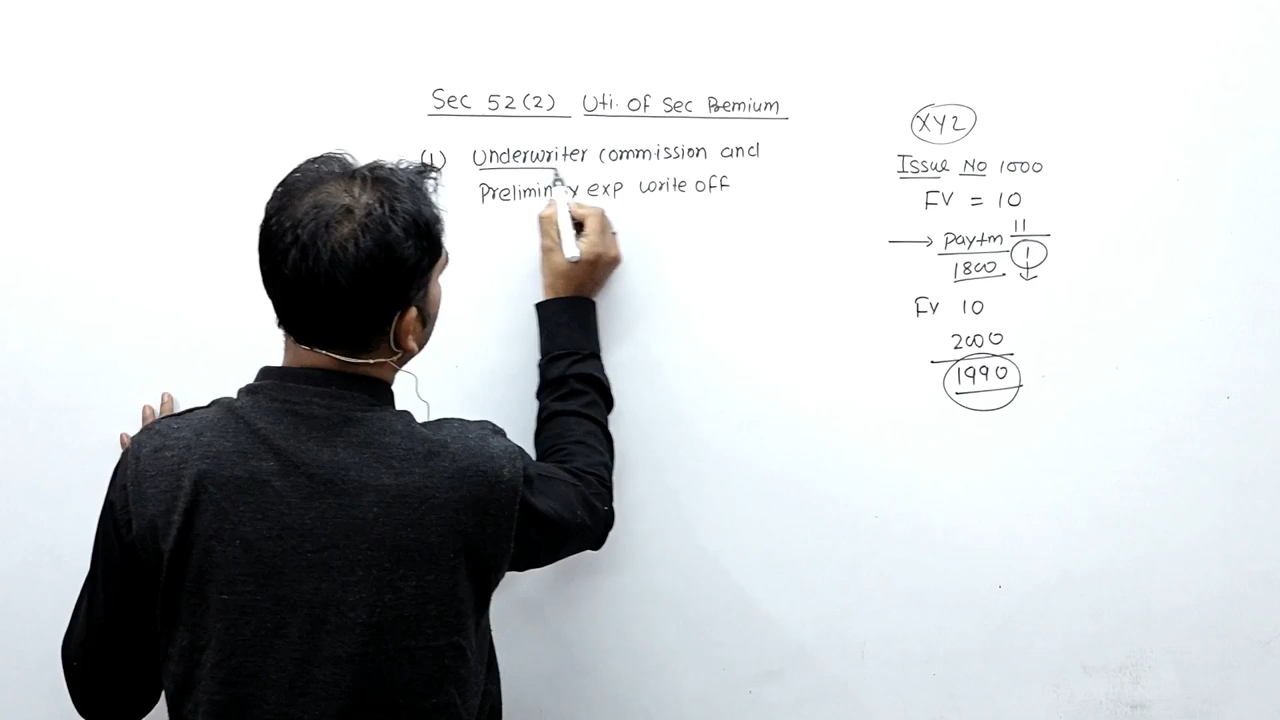 Sec 52(2) Uti. Of Sec Premium
(1) Underwriter commission and
Preliminary exp write off
XYZ
Issue No 1000
FV = 10
→ paytm 11
1
1800
FV 10
2000
1990